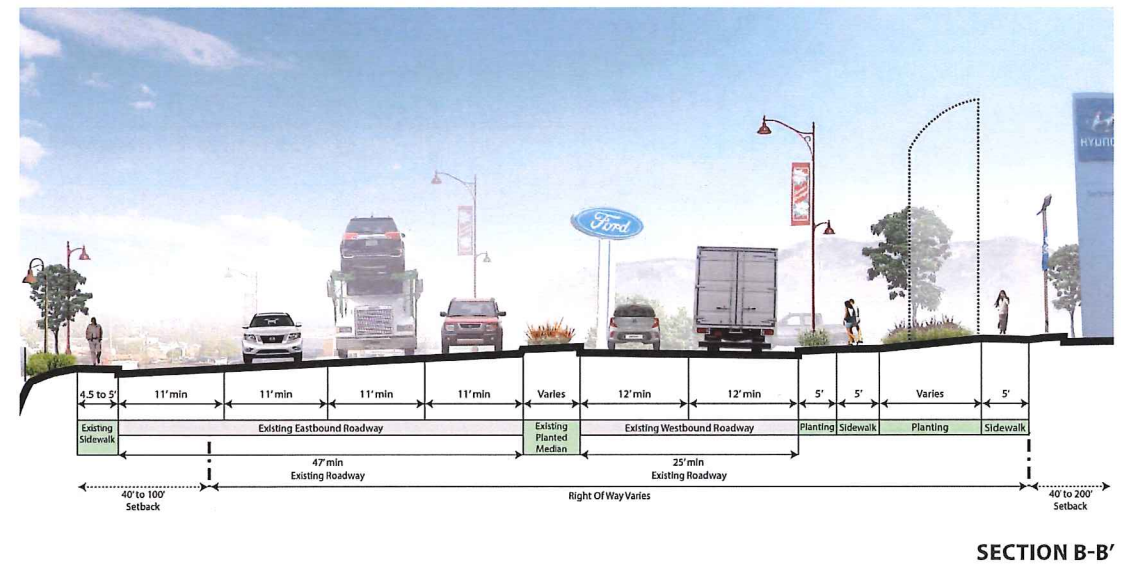 Ford
HYUN
4.5 to 5'
11' min
11' min
11' min
11' min
Varies
12' min
12' min
5'
5'
Varies
5'
Existing
Sidewalk
Existing Eastbound Roadway
Existing
Planted
Median
Existing Westbound Roadway
Planting
Sidewalk
Planting
Sidewalk
47' min
Existing Roadway
25' min
Existing Roadway
40' to 100'
Setback
Right Of Way Varies
40' to 200'
Setback
SECTION B-B'